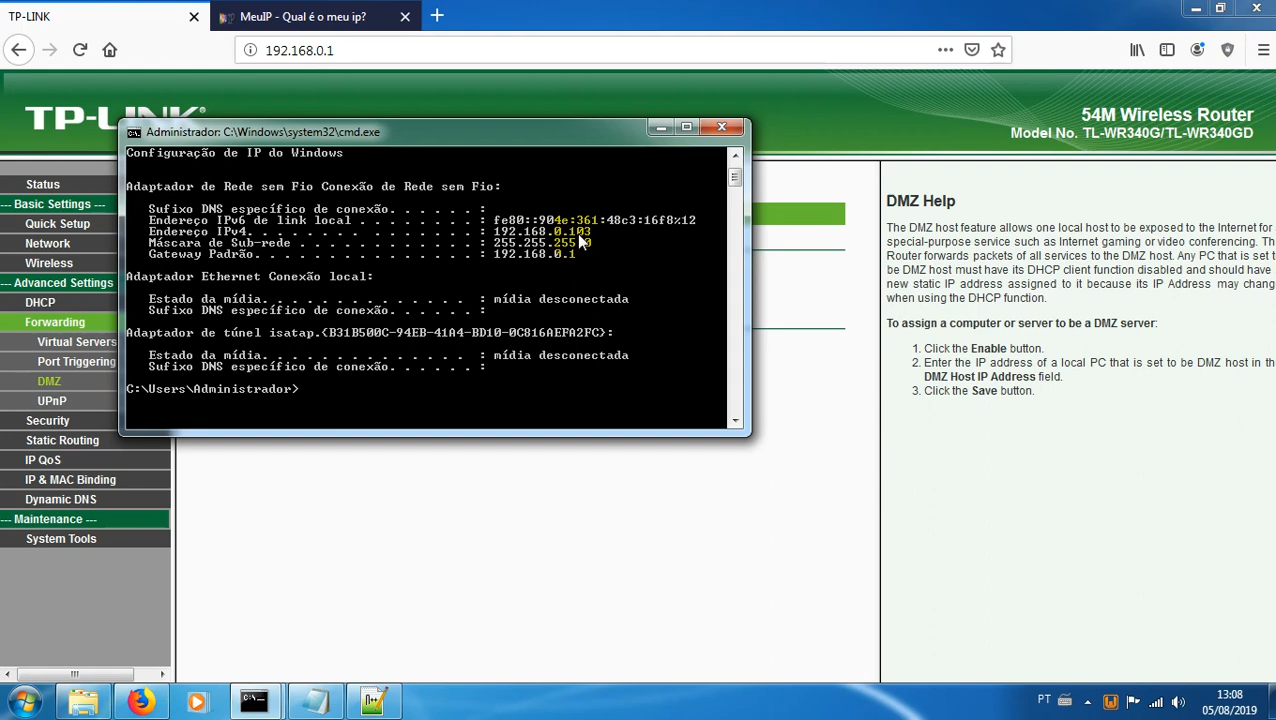 TP-LINK
MeuIP - Qual é o meu ip?
192.168.0.1
TP-LINK
54M Wireless Router
Model No. TL-WR340G/TL-WR340GD
Administrador: C:\Windows\system32\cmd.exe
Configuração de IP do Windows
Adaptador de Rede sem Fio Conexão de Rede sem Fio:
Sufixo DNS específico de conexão. . . . . . :
Endereço IPv6 de link local . . . . . . . . : fe80::904e:361:48c3:16f8%12
Endereço IPv4. . . . . . . . . . . . . . . : 192.168.0.103
Máscara de Sub-rede . . . . . . . . . . . . : 255.255.255.0
Gateway Padrão. . . . . . . . . . . . . . . : 192.168.0.1
Adaptador Ethernet Conexão local:
Estado da mídia. . . . . . . . . . . . . . : mídia desconectada
Sufixo DNS específico de conexão. . . . . . :
Adaptador de túnel isatap.{B31B500C-94EB-41A4-BD10-0C816AEFA2FC}:
Estado da mídia. . . . . . . . . . . . . . : mídia desconectada
Sufixo DNS específico de conexão. . . . . . :
C:\Users\Administrador>
Status
--- Basic Settings ---
Quick Setup
Network
Wireless
--- Advanced Settings
DHCP
Forwarding
Virtual Servers
Port Triggering
DMZ
UPnP
Security
Static Routing
IP QoS
IP & MAC Binding
Dynamic DNS
--- Maintenance ---
System Tools
DMZ Help
The DMZ host feature allows one local host to be exposed to the Internet for
special-purpose service such as Internet gaming or video conferencing. The
Router forwards packets of all services to the DMZ host. Any PC that is set t
be DMZ host must have its DHCP client function disabled and should have
new static IP address assigned to it because its IP Address may chang
when using the DHCP function.
To assign a computer or server to be a DMZ server:
1. Click the Enable button.
2. Enter the IP address of a local PC that is set to be DMZ host in th
DMZ Host IP Address field.
3. Click the Save button.
PT
13:08
05/08/2019